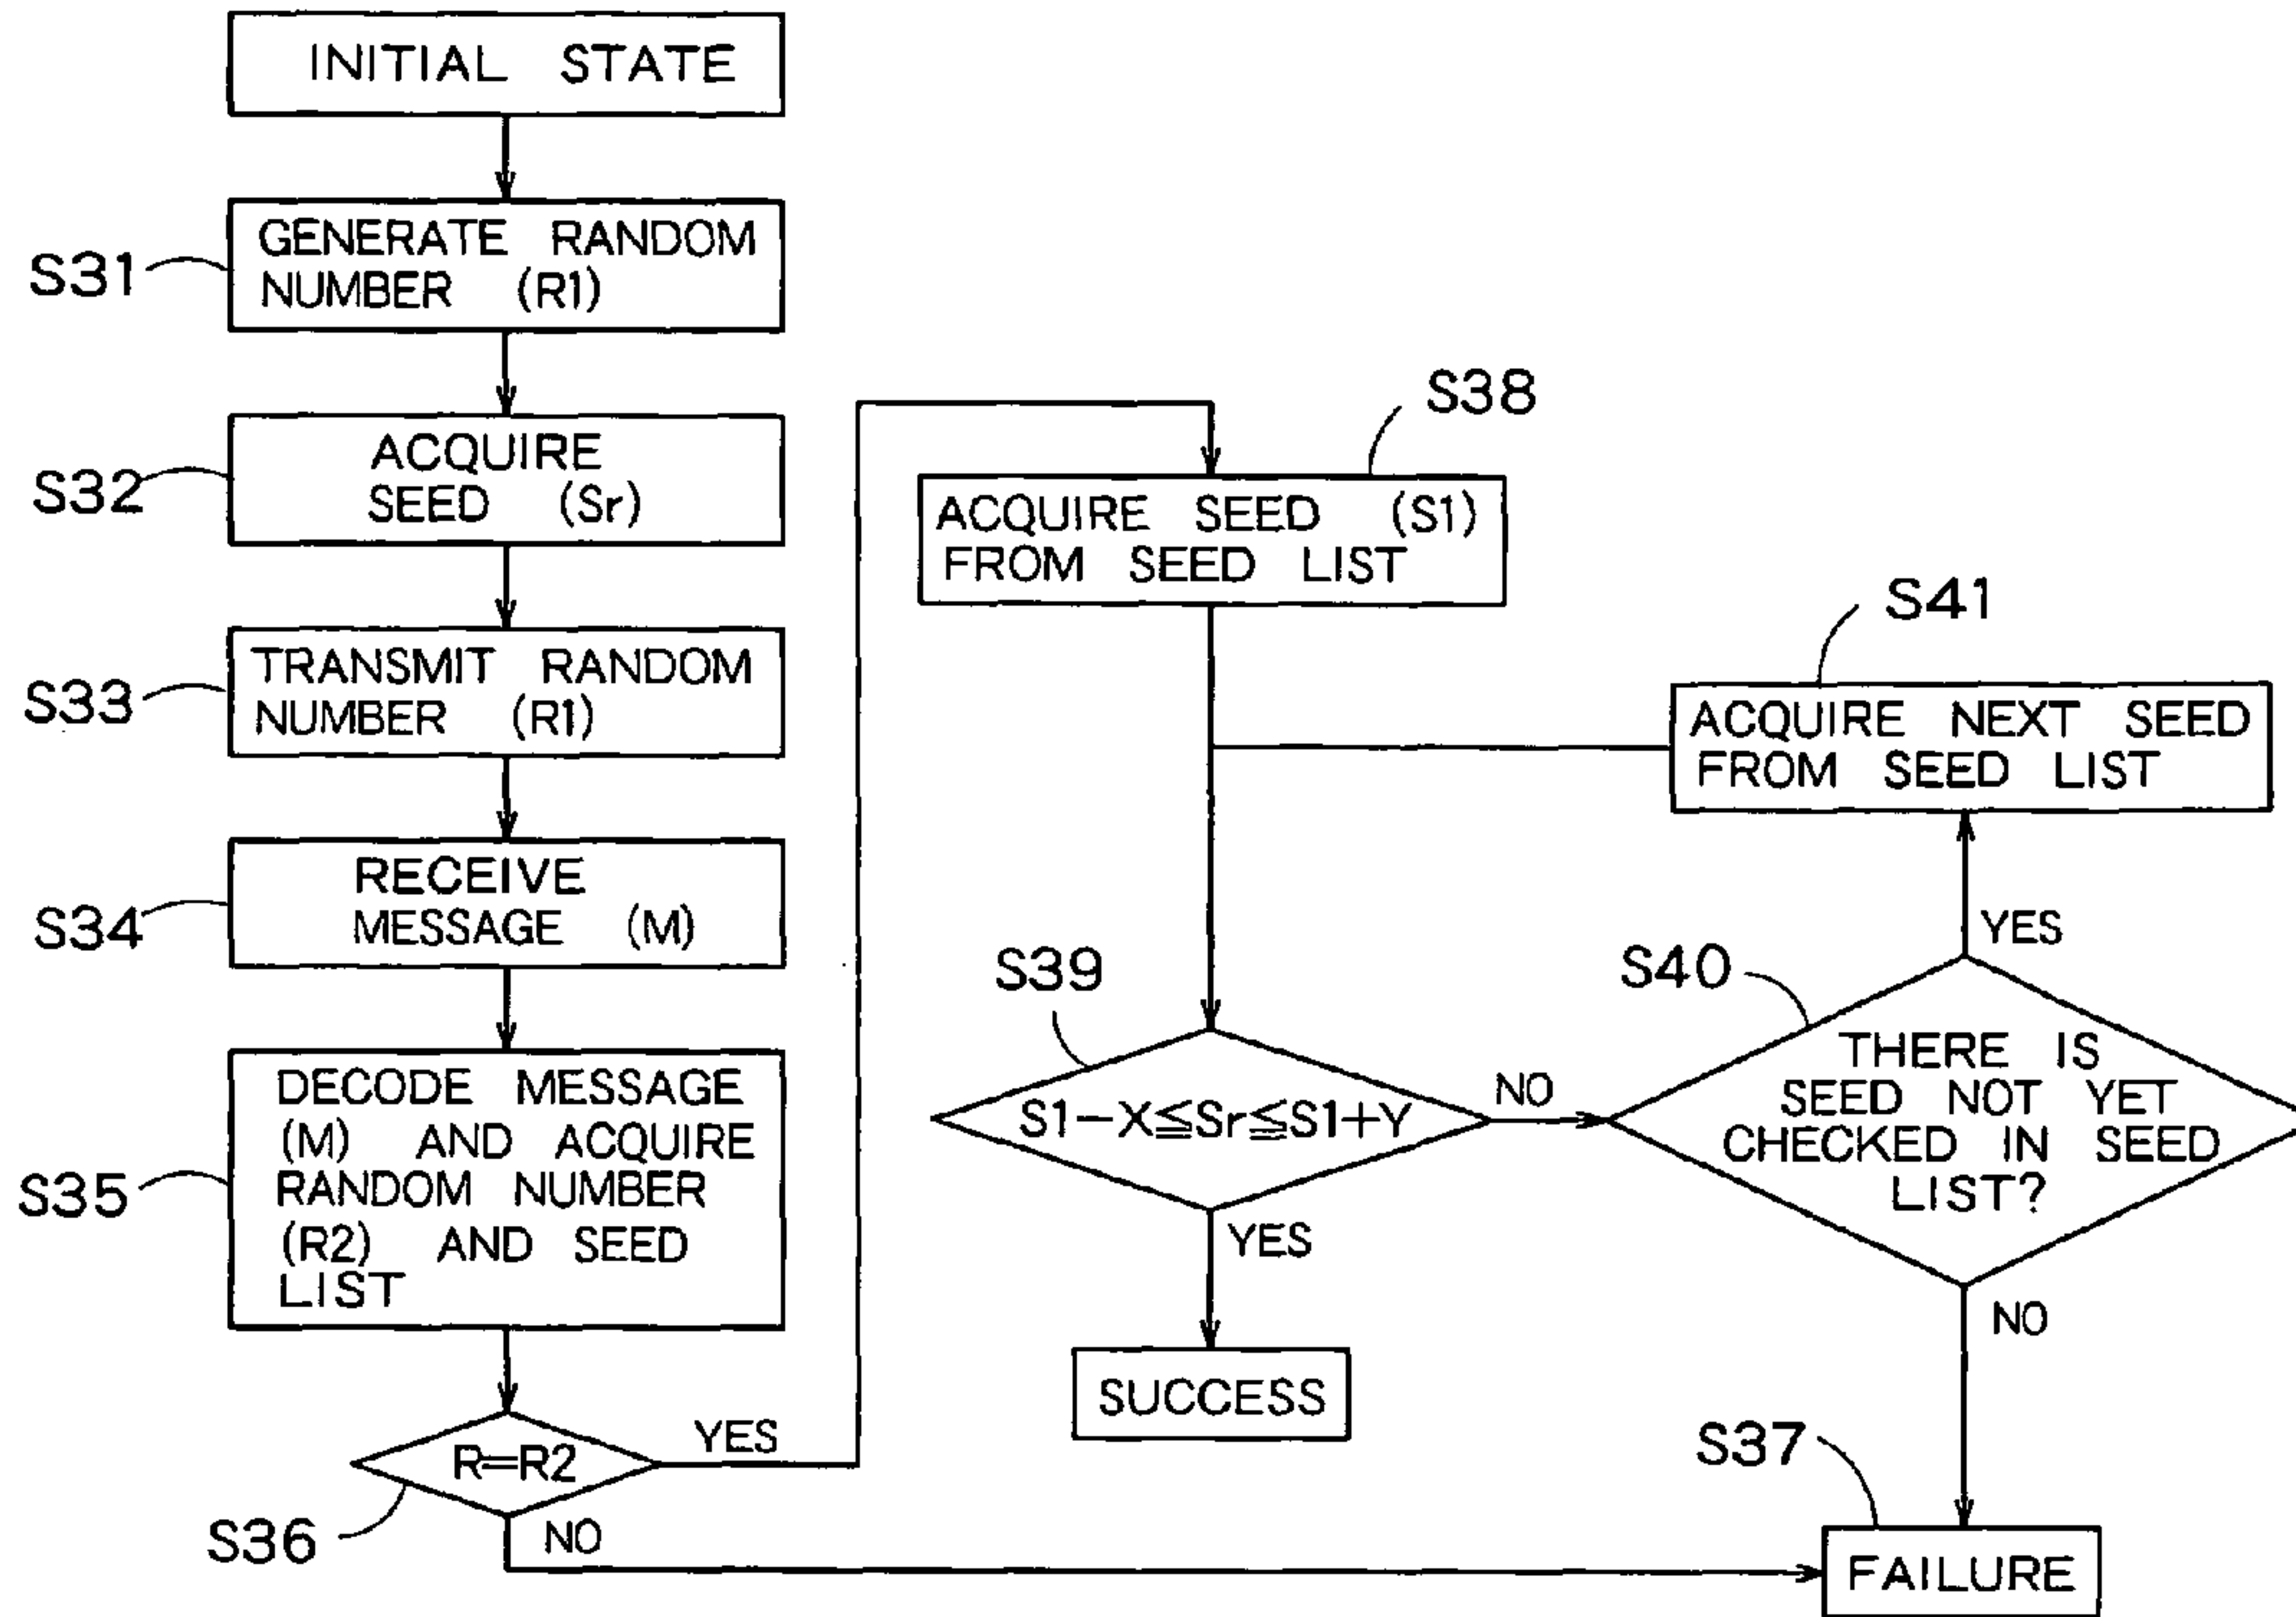 INITIAL STATE
S31
GENERATE RANDOM
NUMBER (R1)
S32
ACQUIRE
SEED (Sr)
S33
TRANSMIT RANDOM
NUMBER (R1)
S34
RECEIVE
MESSAGE (M)
S35
DECODE MESSAGE
(M) AND ACQUIRE
RANDOM NUMBER
(R2) AND SEED
LIST
S36
R=R2
YES
NO
S38
ACQUIRE SEED (S1)
FROM SEED LIST
S39
S1-X≦Sr≦S1+Y
NO
YES
SUCCESS
S40
THERE IS
SEED NOT YET
CHECKED IN SEED
LIST?
YES
NO
S41
ACQUIRE NEXT SEED
FROM SEED LIST
S37
FAILURE